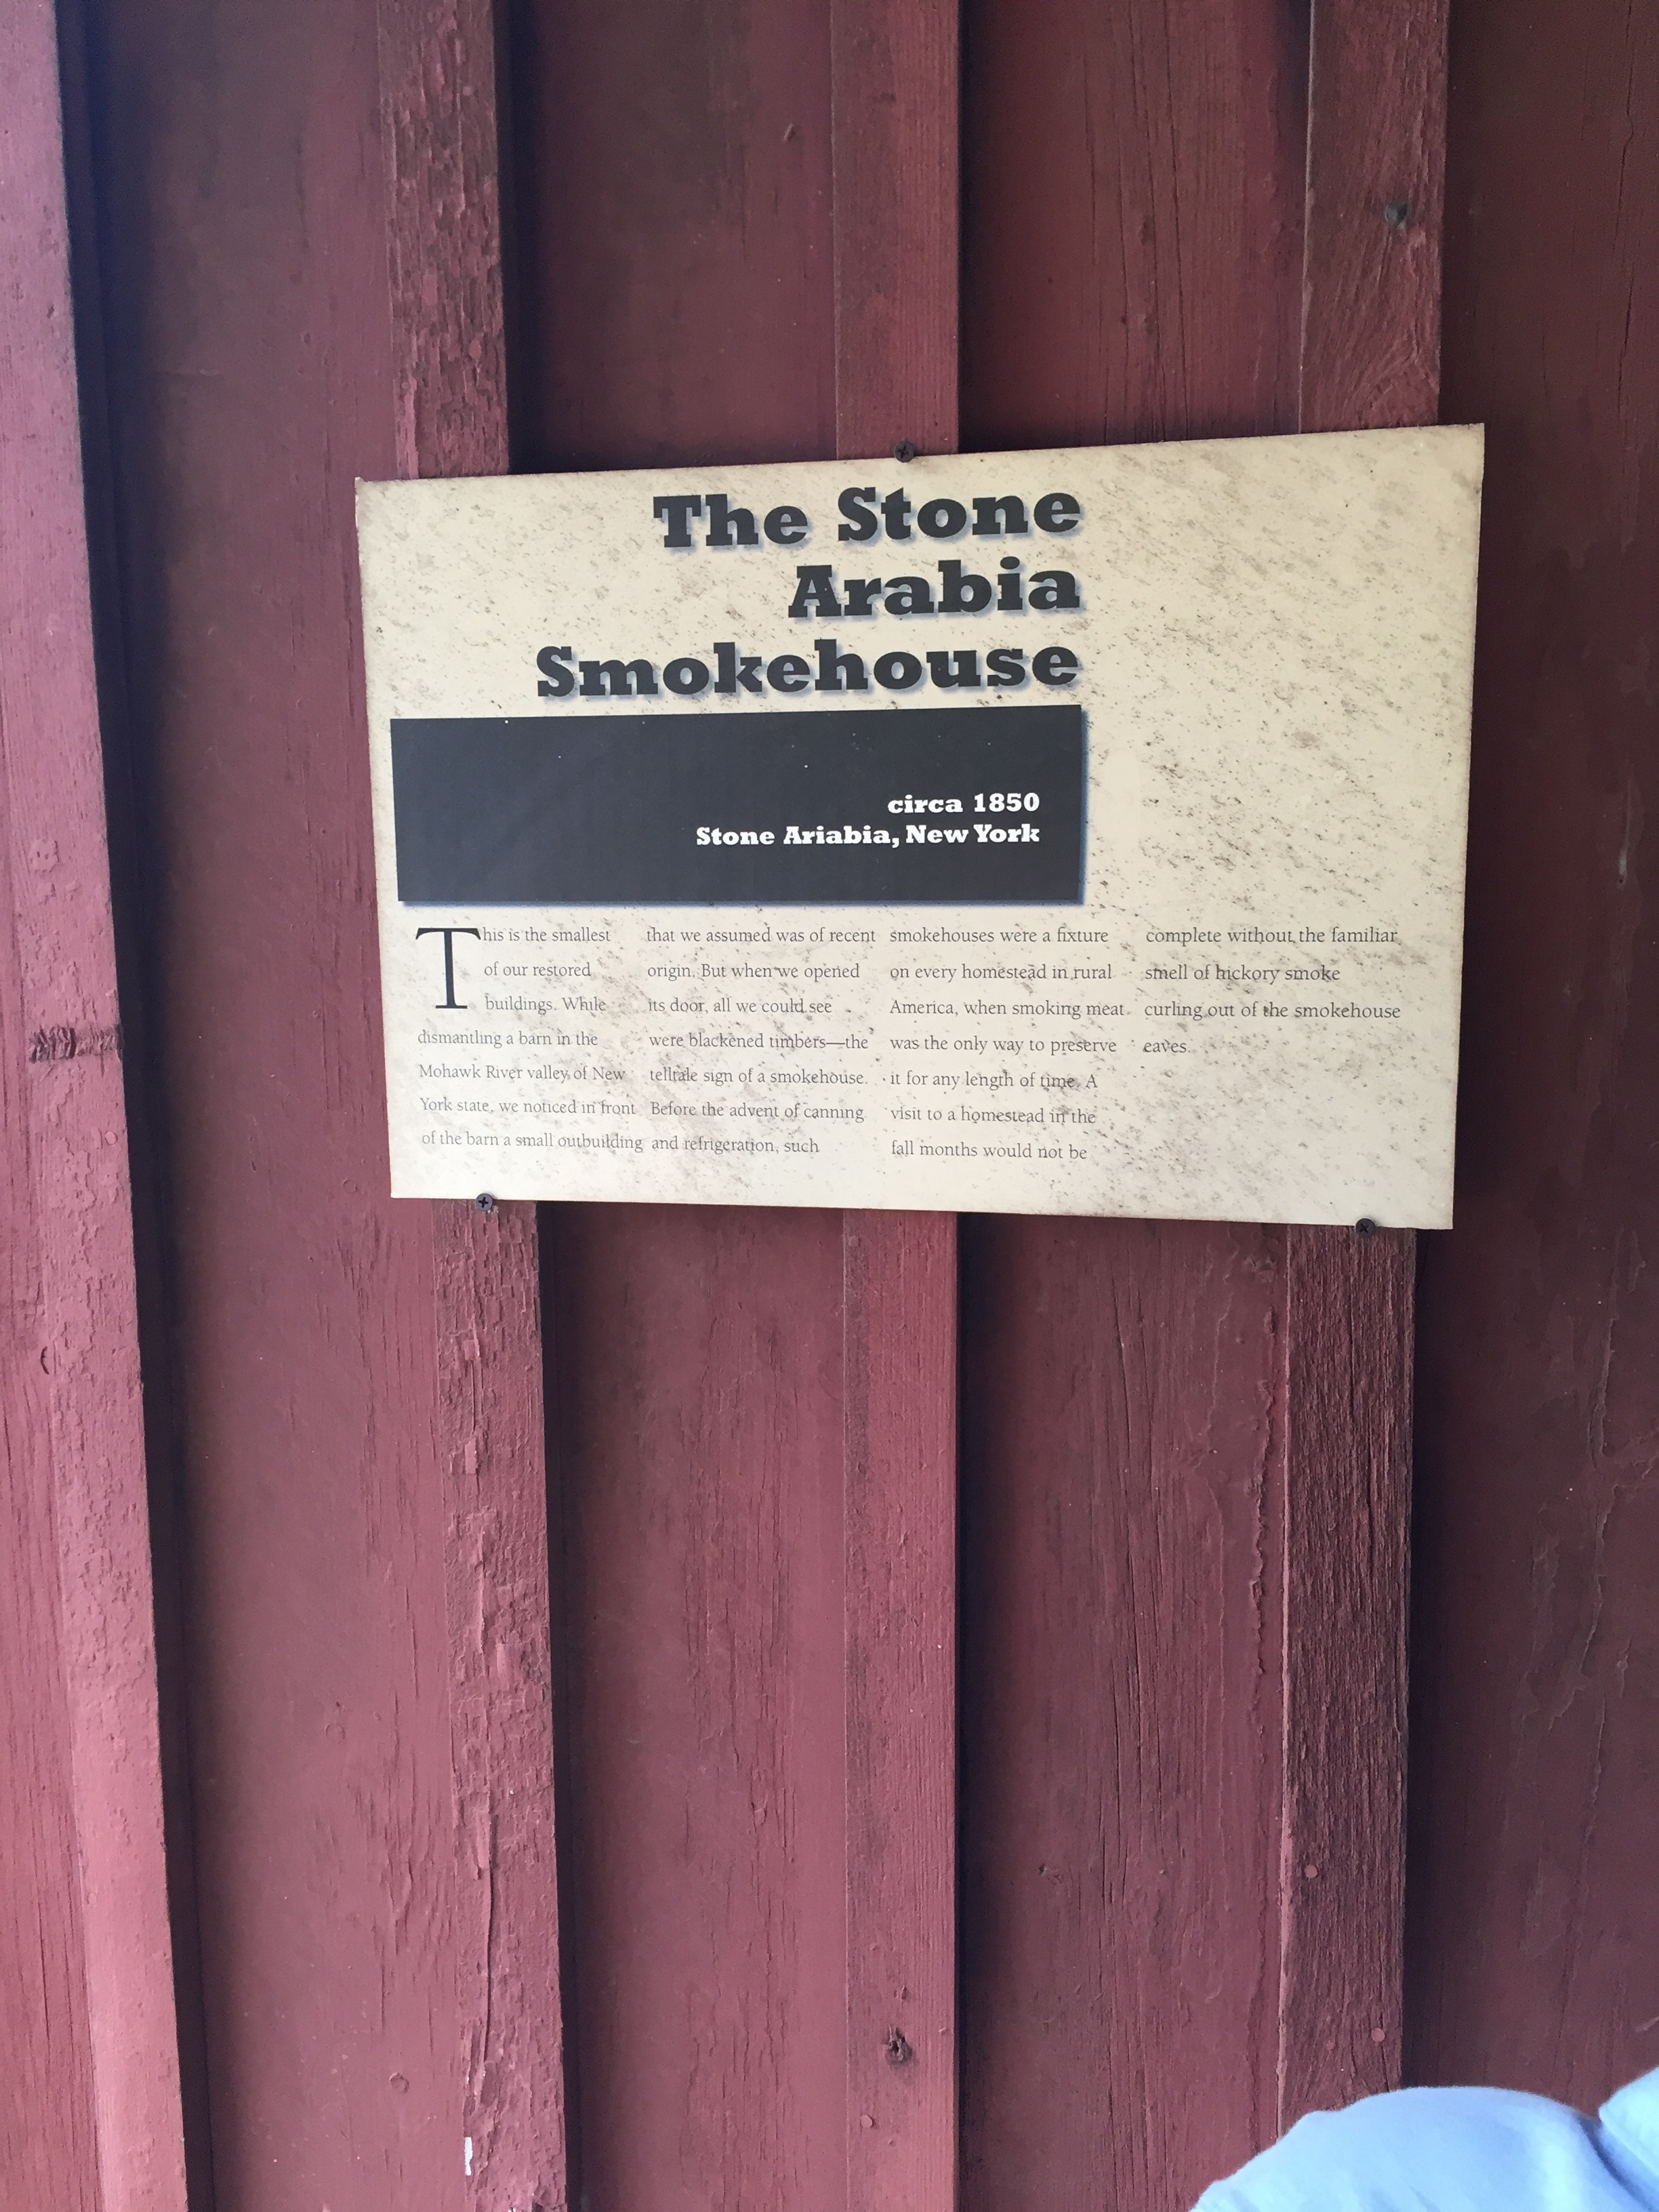 The Stone
Arabia
Smokehouse
circa 1850
Stone Ariabia, New York
This is the smallest
of our restored
buildings. While
dismantling a barn in the
Mohawk River valley of New
York state, we noticed in front
of the barn a small outbuilding
that we assumed was of recent
origin. But when we opened
its door, all we could see
were blackened timbers—the
telltale sign of a smokehouse.
Before the advent of canning
and refrigeration, such
smokehouses were a fixture
on every homestead in rural
America, when smoking meat
was the only way to preserve
it for any length of time. A
visit to a homestead in the
fall months would not be
complete without the familiar
smell of hickory smoke
curling out of the smokehouse
eaves.